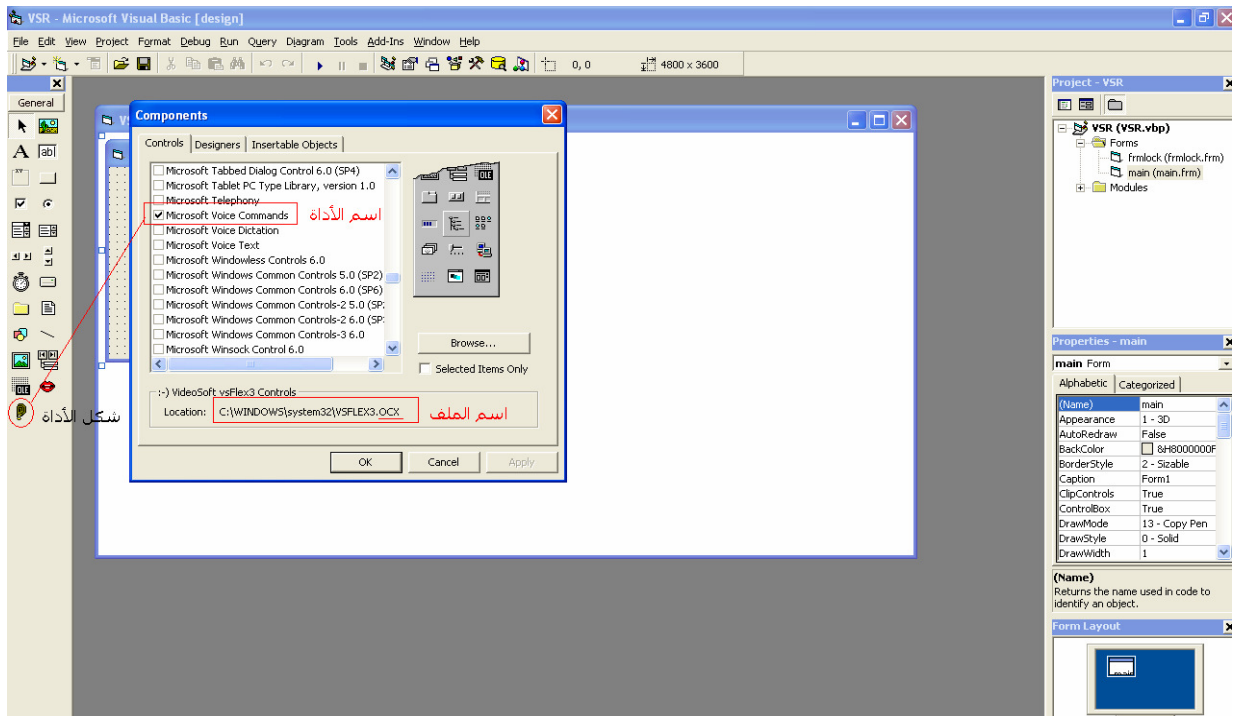 VSR - Microsoft Visual Basic [design]
File Edit View Project Format Debug Run Query Diagram Tools Add-Ins Window Help
0, 0 4800 x 3600
General
Components
Controls Designers Insertable Objects
Microsoft Tabbed Dialog Control 6.0 (SP4)
Microsoft Tablet PC Type Library, version 1.0
Microsoft Telephony
Microsoft Voice Commands اسم الأداة
Microsoft Voice Dictation
Microsoft Voice Text
Microsoft Windowless Controls 6.0
Microsoft Windows Common Controls 5.0 (SP2)
Microsoft Windows Common Controls 6.0 (SP6)
Microsoft Windows Common Controls-2 5.0 (SP
Microsoft Windows Common Controls-2 6.0 (SP
Microsoft Windows Common Controls-3 6.0
Microsoft Winsock Control 6.0
OLE
Browse...
Selected Items Only
:-) VideoSoft vsFlex3 Controls
Location: C:\WINDOWS\system32\VSFLEX3.OCX اسم الملف
OK Cancel Apply
A ab|
OLE
شكل الأداة
Project - VSR
VSR (VSR.vbp)
Forms
frmlock (frmlock.frm)
main (main.frm)
Modules
Properties - main
main Form
Alphabetic Categorized
(Name) main
Appearance 1 - 3D
AutoRedraw False
BackColor &H8000000F
BorderStyle 2 - Sizable
Caption Form1
ClipControls True
ControlBox True
DrawMode 13 - Copy Pen
DrawStyle 0 - Solid
DrawWidth 1
(Name)
Returns the name used in code to
identify an object.
Form Layout
main